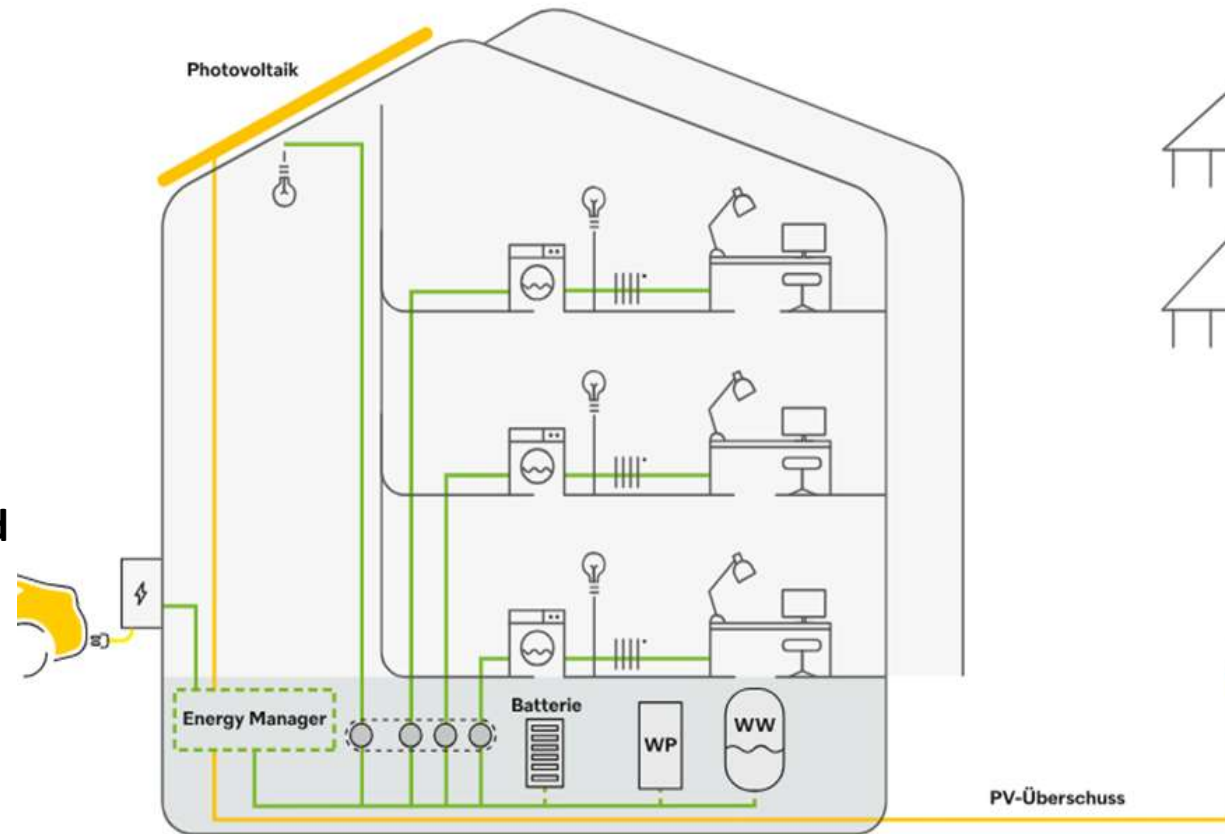 Photovoltaik
d
Energy Manager
Batterie
WP
WW
PV-Überschuss